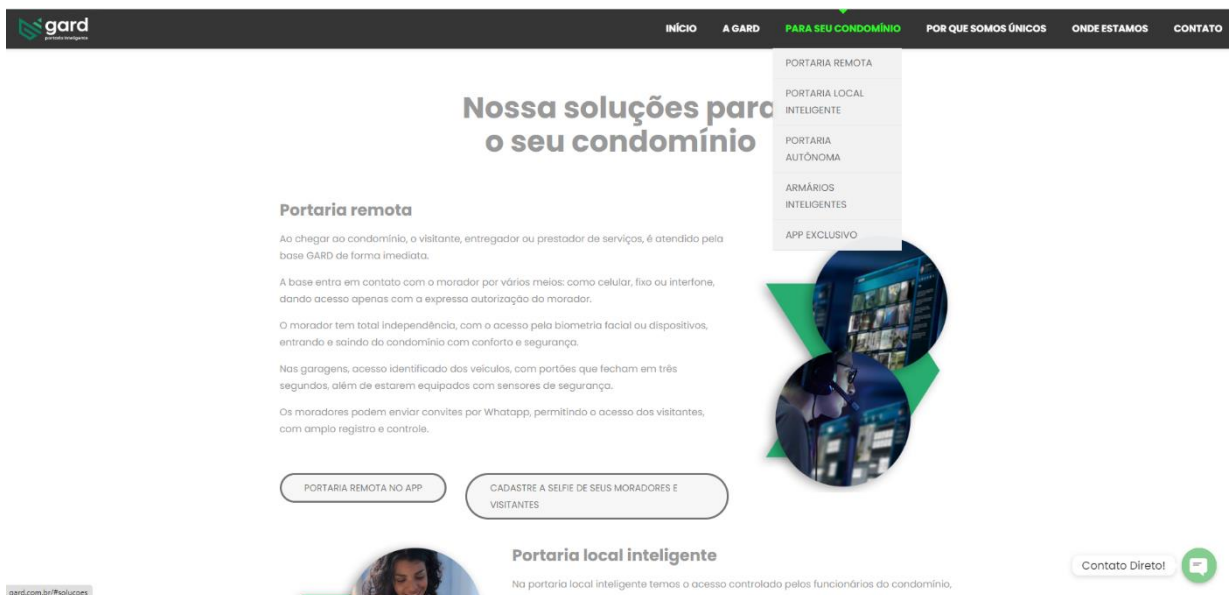 gard
portaria inteligente
INÍCIO A GARD PARA SEU CONDOMÍNIO POR QUE SOMOS ÚNICOS ONDE ESTAMOS CONTATO
PORTARIA REMOTA
PORTARIA LOCAL
INTELIGENTE
PORTARIA
AUTÔNOMA
ARMÁRIOS
INTELIGENTES
APP EXCLUSIVO
Nossa soluções para
o seu condomínio
Portaria remota
Ao chegar ao condomínio, o visitante, entregador ou prestador de serviços, é atendido pela
base GARD de forma imediata.
A base entra em contato com o morador por vários meios: como celular, fixo ou interfone,
dando acesso apenas com a expressa autorização do morador.
O morador tem total independência, com o acesso pela biometria facial ou dispositivos,
entrando e saindo do condomínio com conforto e segurança.
Nas garagens, acesso identificado dos veículos, com portões que fecham em três
segundos, além de estarem equipados com sensores de segurança.
Os moradores podem enviar convites por Whatapp, permitindo o acesso dos visitantes,
com amplo registro e controle.
PORTARIA REMOTA NO APP
CADASTRE A SELFIE DE SEUS MORADORES E
VISITANTES
Portaria local inteligente
Na portaria local inteligente temos o acesso controlado pelos funcionários do condomínio,
Contato Direto!
gard.com.br/#solucoes